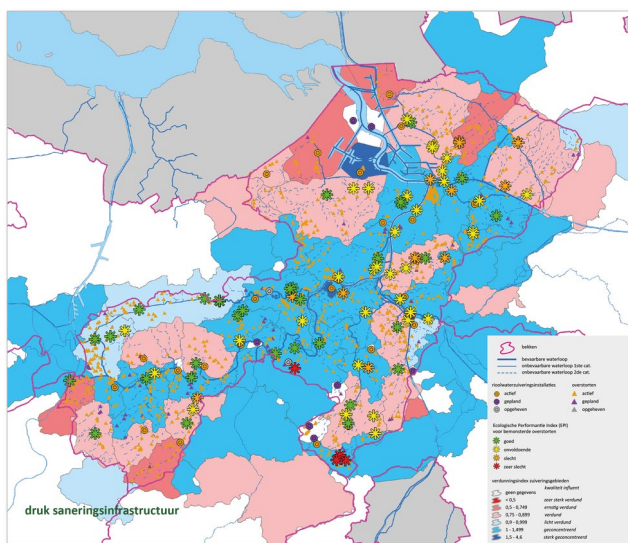 bekken
bevaarbare waterloop
onbevaarbare waterloop 1ste cat.
onbevaarbare waterloop 2de cat.
rioolwaterzuiveringsinstallaties
overstorten
actief
actief
gepland
gepland
opgeheven
opgeheven
Ecologische Performantie Index (EPI)
voor bemonsterde overstorten
goed
onvoldoende
slecht
zeer slecht
verdunningsindex zuiveringsgebieden
kwaliteit influent
geen gegevens
< 0,5 zeer sterk verdund
0,5 - 0,749 ernstig verdund
0,75 - 0,899 verdund
0,9 - 0,999 licht verdund
1 - 1,499 geconcentreerd
1,5 - 4,6 sterk geconcentreerd
druk saneringsinfrastructuur